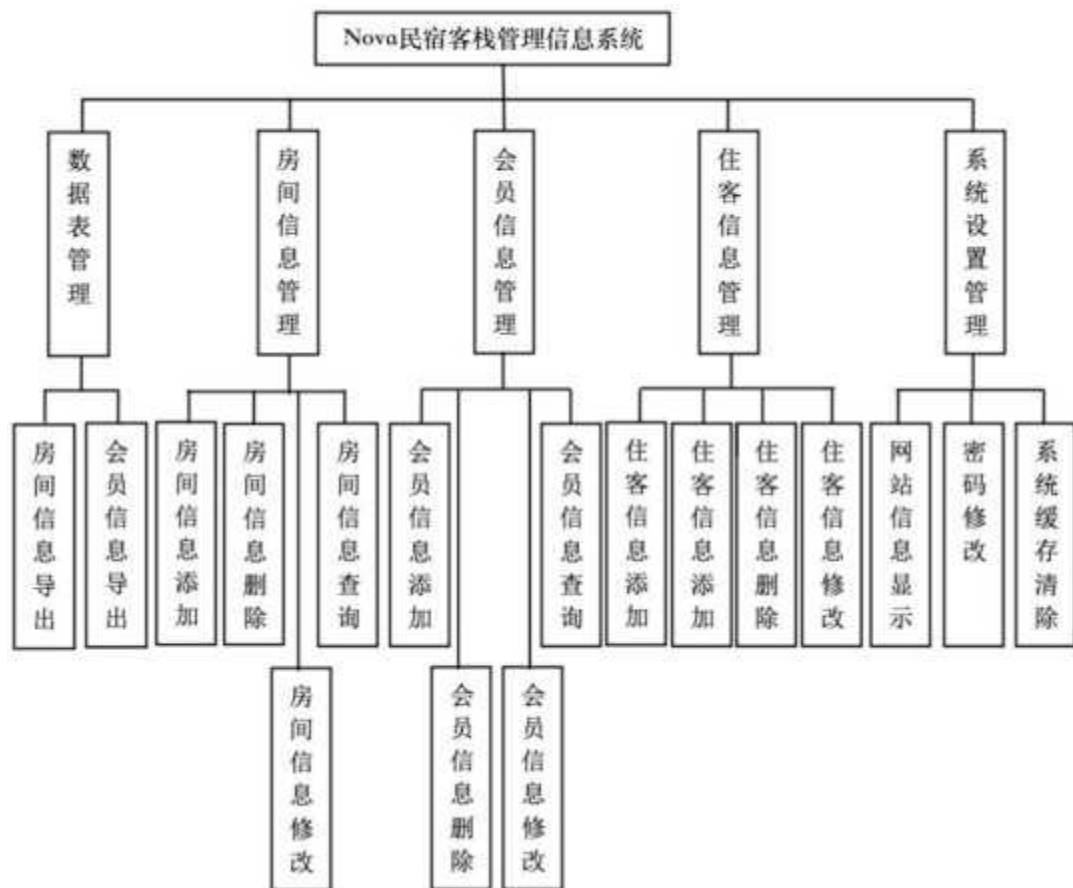 Nova民宿客栈管理信息系统
数据表管理
房间信息管理
会员信息管理
住客信息管理
系统设置管理
房间信息导出
会员信息导出
房间信息添加
房间信息删除
房间信息查询
会员信息添加
会员信息查询
住客信息添加
住客信息添加
住客信息删除
住客信息修改
网站信息显示
密码修改
系统缓存清除
房间信息修改
会员信息删除
会员信息修改